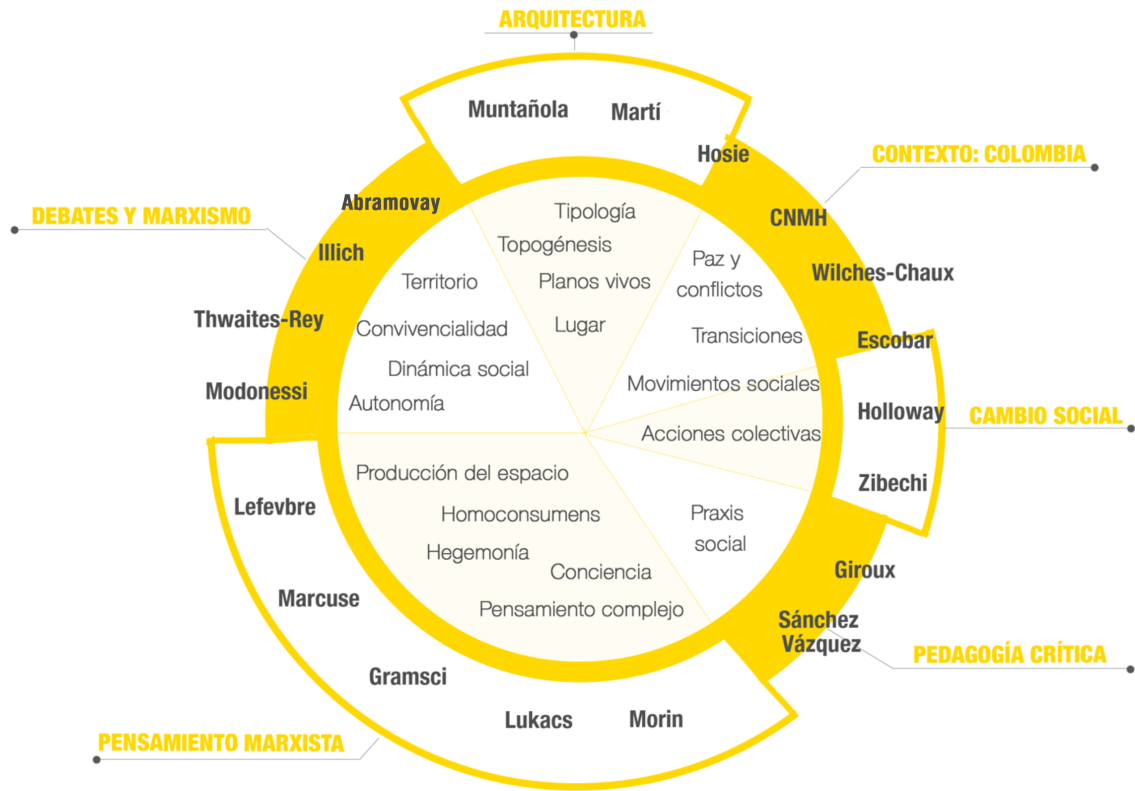 ARQUITECTURA
Muntañola
Martí
Hosie
CONTEXTO: COLOMBIA
CNMH
Wilches-Chaux
Escobar
Holloway
CAMBIO SOCIAL
Zibechi
Giroux
Sánchez
Vázquez
PEDAGOGÍA CRÍTICA
Morin
Lukacs
Gramsci
Marcuse
Lefevbre
PENSAMIENTO MARXISTA
Modonessi
Thwaites-Rey
Illich
Abramovay
DEBATES Y MARXISMO
Tipología
Topogénesis
Planos vivos
Lugar
Paz y
conflictos
Transiciones
Movimientos sociales
Acciones colectivas
Praxis
social
Producción del espacio
Homoconsumens
Hegemonía
Conciencia
Pensamiento complejo
Territorio
Convivencialidad
Dinámica social
Autonomía